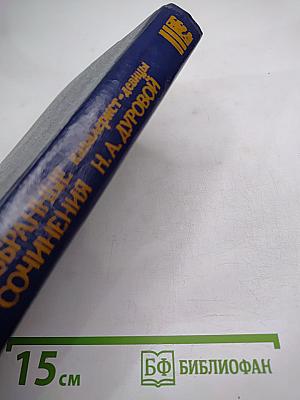 ИЗБРАННЫЕ
СОЧИНЕНИЯ
кавалерист-девицы
Н.А. ДУРОВОЙ
15 см
БФ БИБЛИОФАН